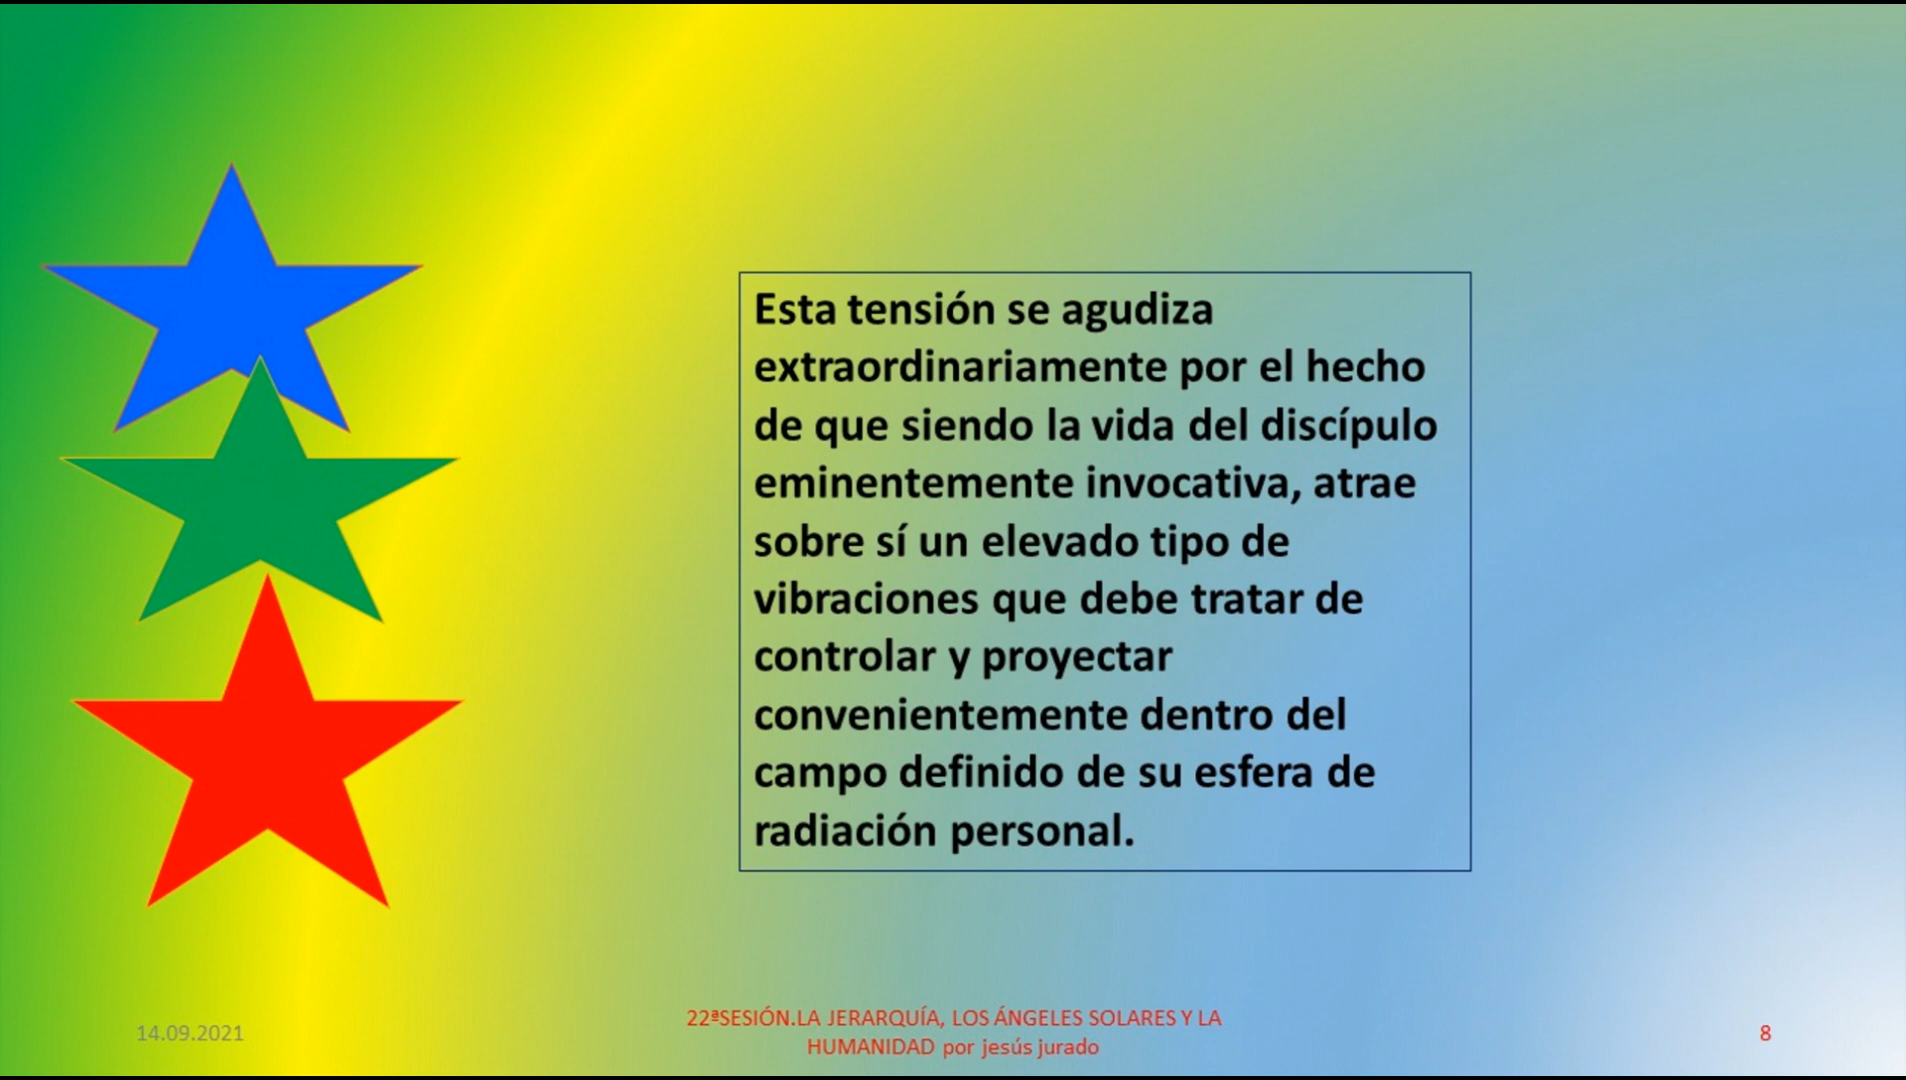 Esta tensión se agudiza
extraordinariamente por el hecho
de que siendo la vida del discípulo
eminentemente invocativa, atrae
sobre sí un elevado tipo de
vibraciones que debe tratar de
controlar y proyectar
convenientemente dentro del
campo definido de su esfera de
radiación personal.
14.09.2021
22ªSESIÓN.LA JERARQUÍA, LOS ÁNGELES SOLARES Y LA
HUMANIDAD por jesús jurado
8